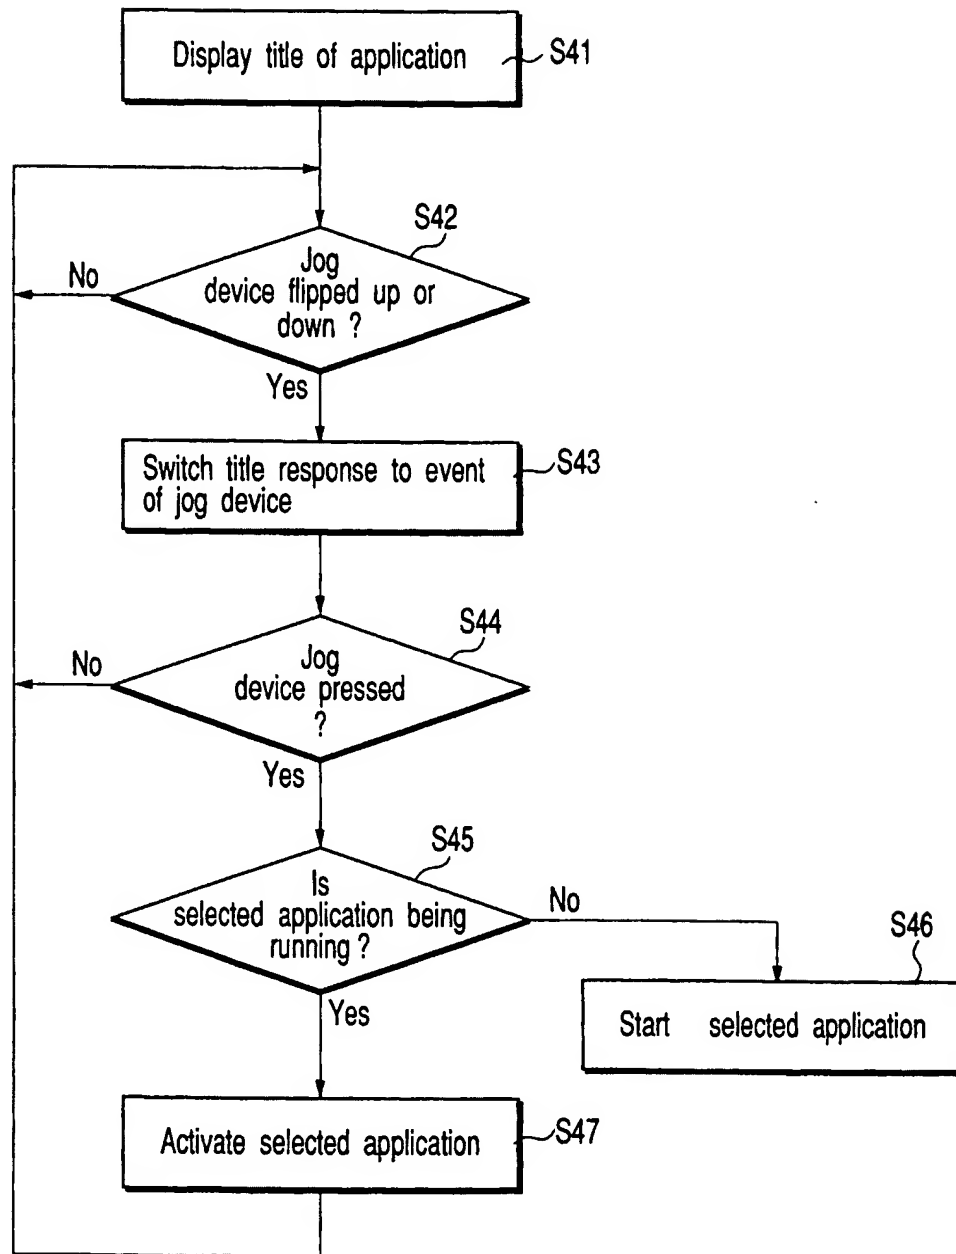 Display title of application
S41
S42
No
Jog
device flipped up or
down ?
Yes
S43
Switch title response to event
of jog device
S44
No
Jog
device pressed
?
Yes
S45
Is
selected application being
running ?
No
S46
Yes
Start selected application
Activate selected application
S47